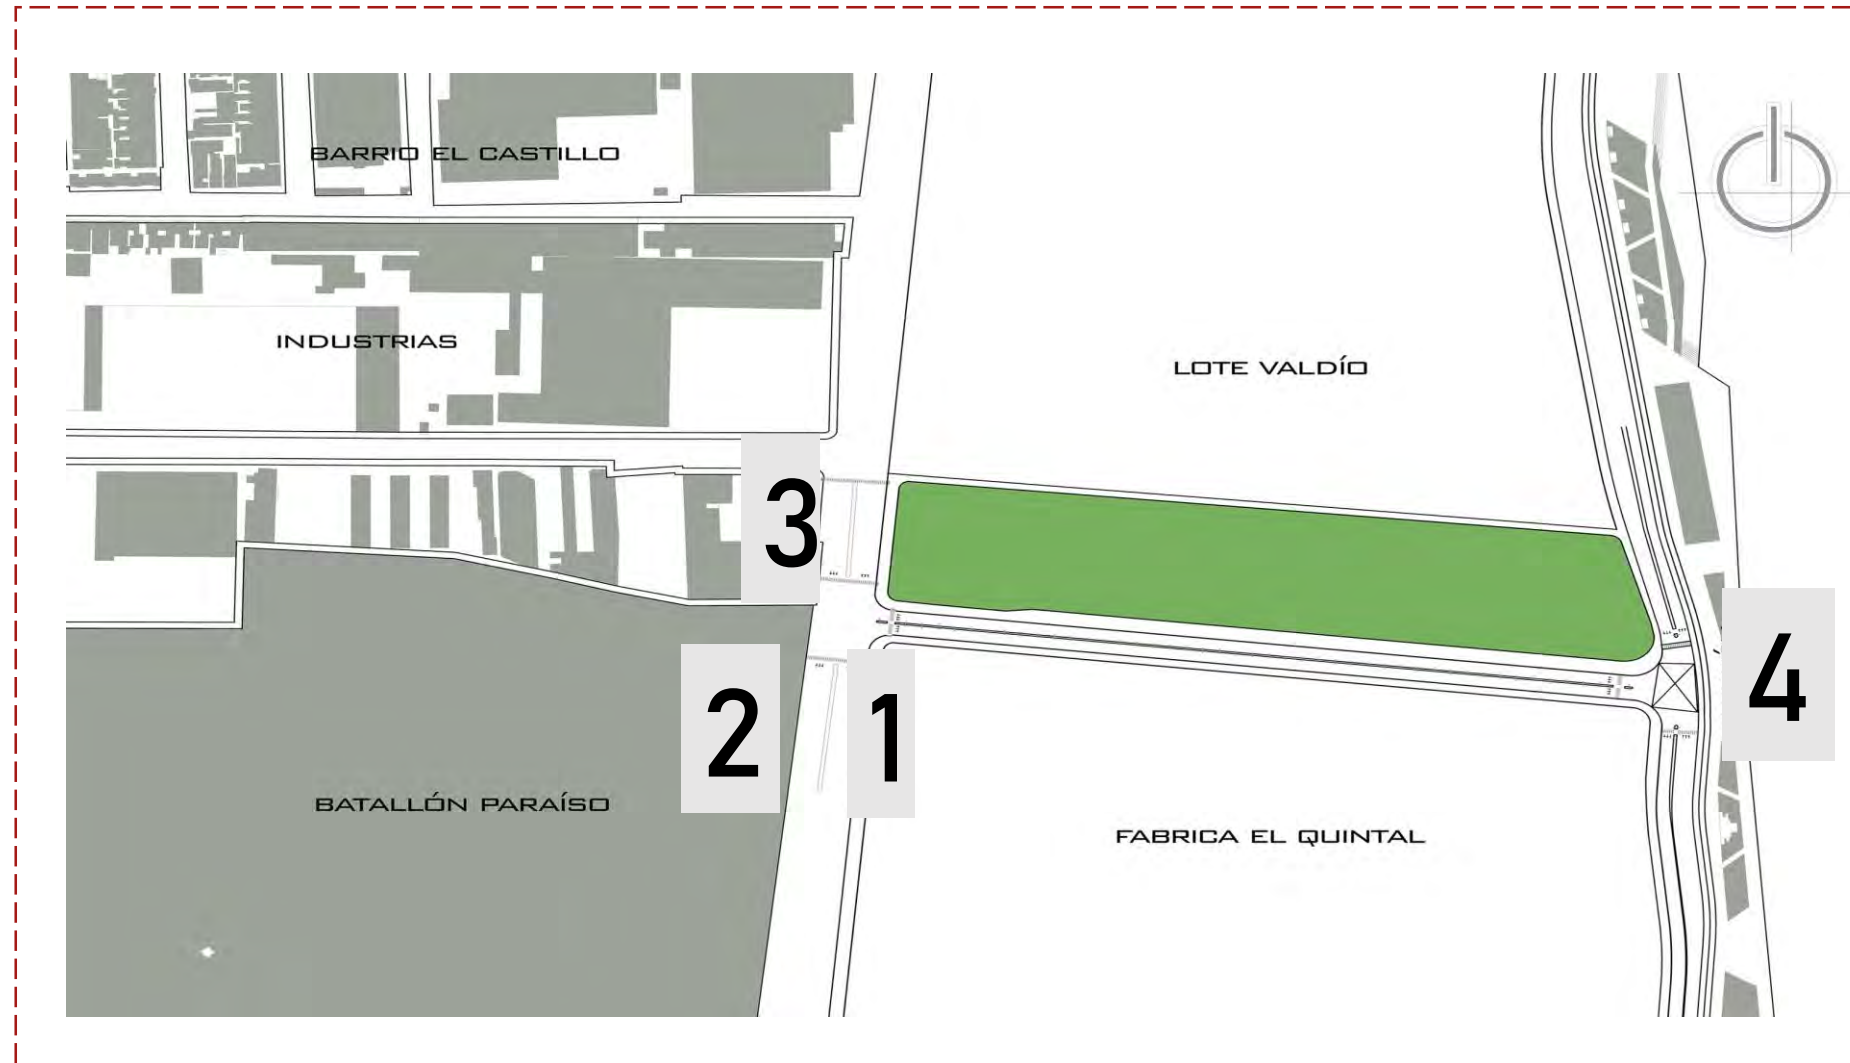 BARRIO EL CASTILLO
INDUSTRIAS
LOTE VALDÍO
3
4
2
1
BATALLÓN PARAÍSO
FABRICA EL QUINTAL